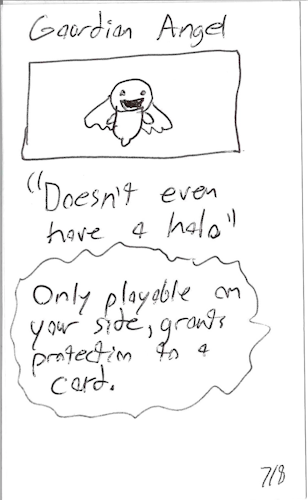 Gaurdian Angel
"Doesn't even
have a halo"
Only playable on
your side, grants
protection to a
card.
7/8